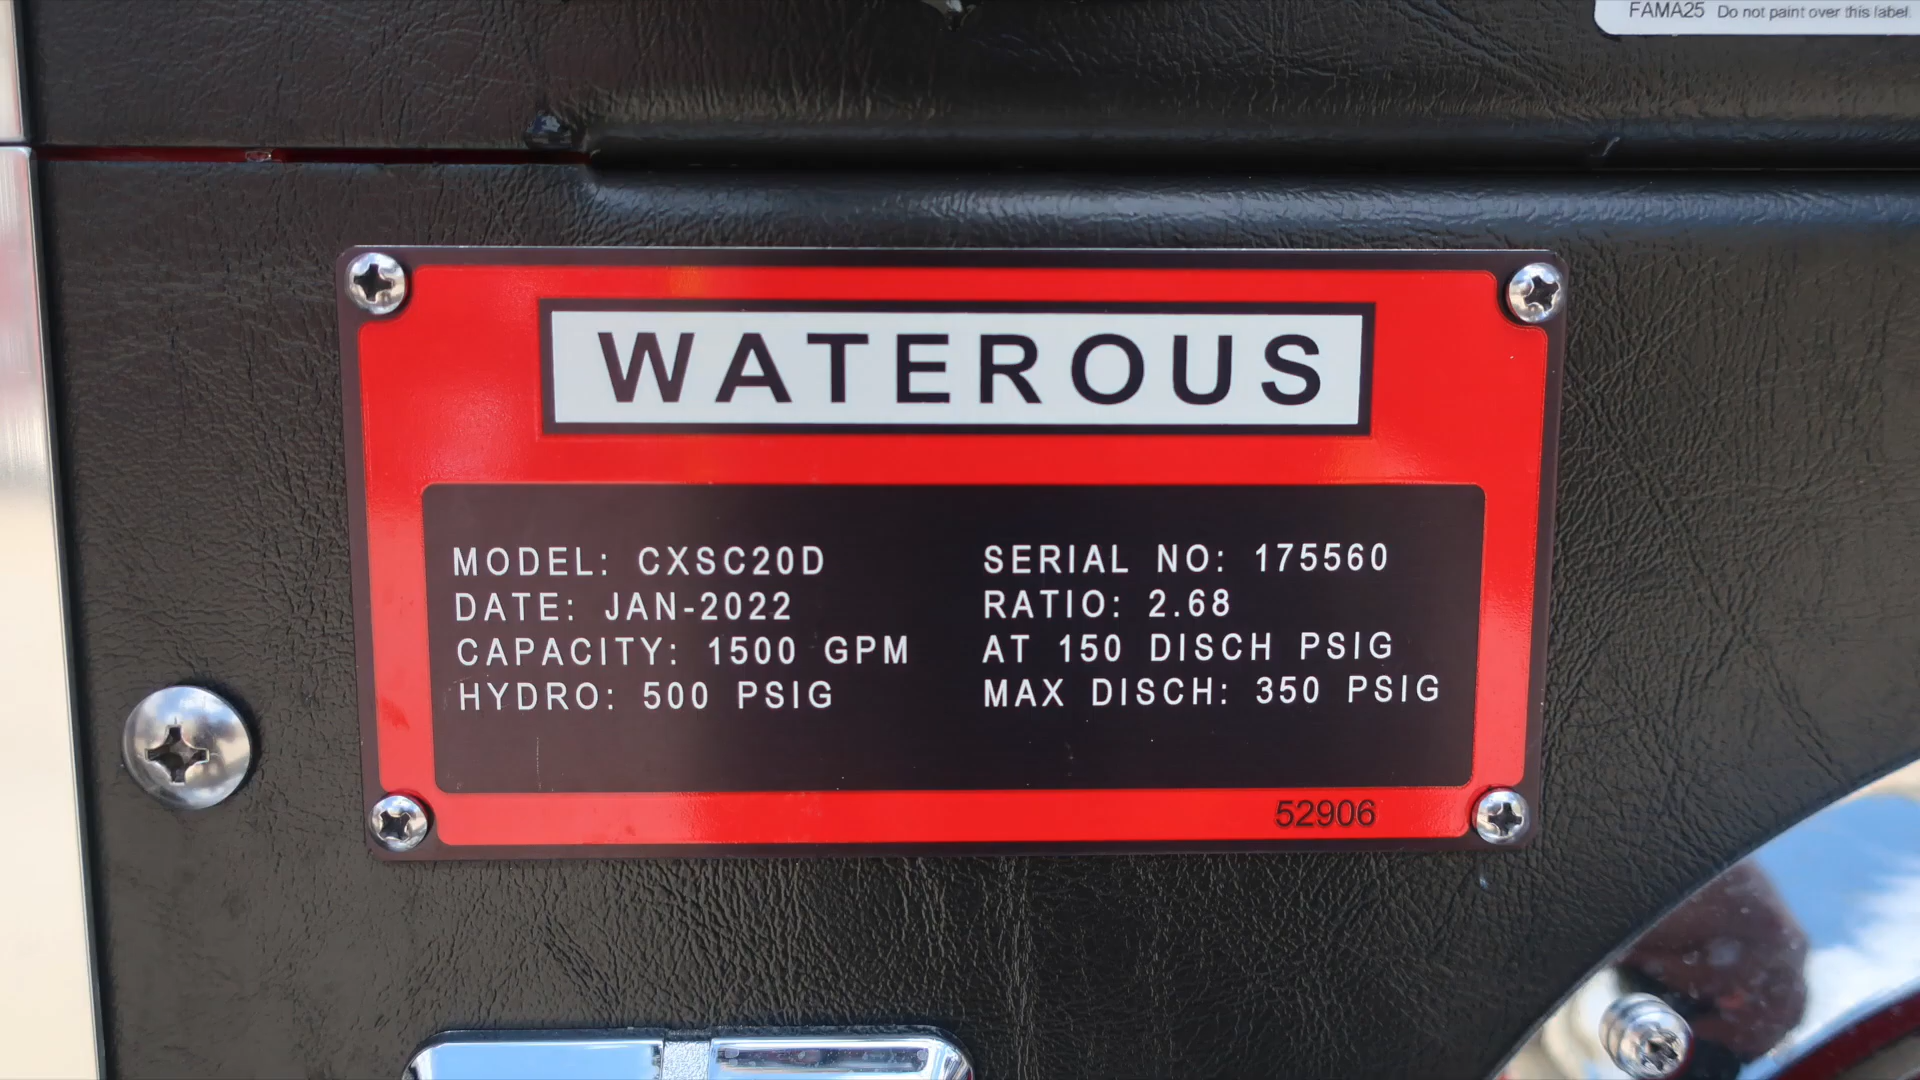 FAMA25 Do not paint over this label.
WATEROUS
MODEL: CXSC20D
DATE: JAN-2022
CAPACITY: 1500 GPM
HYDRO: 500 PSIG
SERIAL NO: 175560
RATIO: 2.68
AT 150 DISCH PSIG
MAX DISCH: 350 PSIG
52906